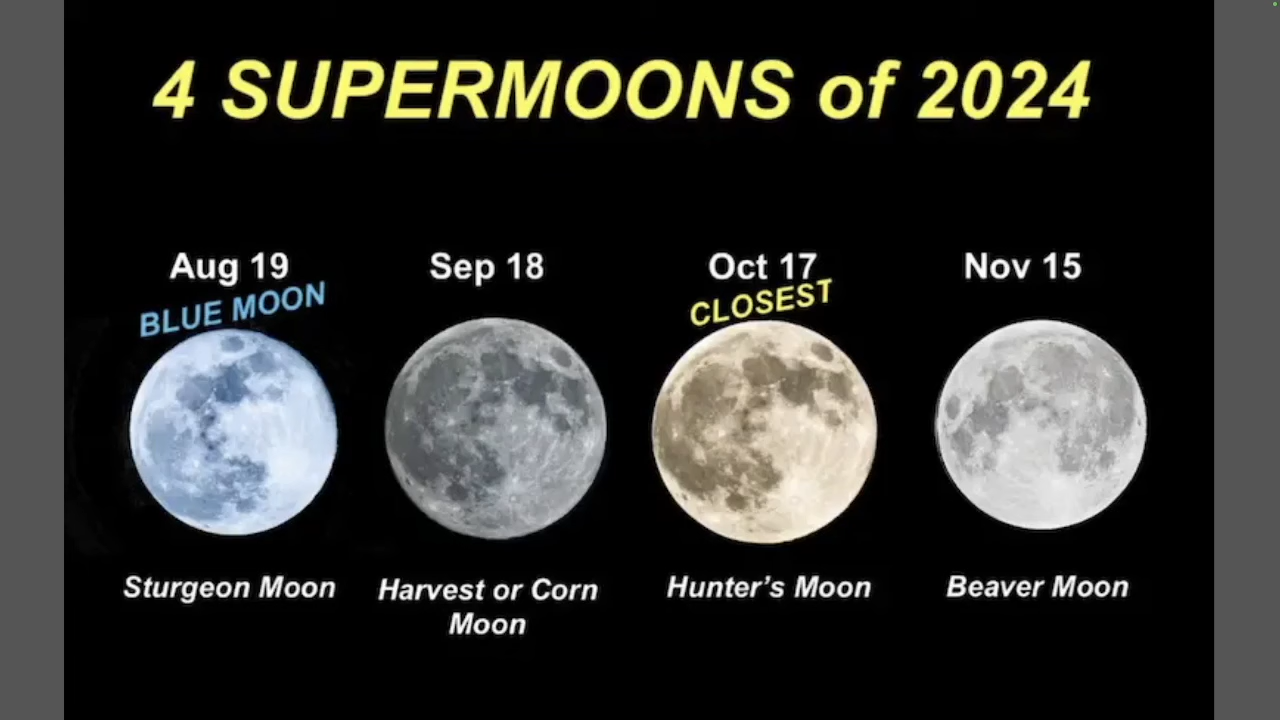 4 SUPERMOONS of 2024
Aug 19
BLUE MOON
Sturgeon Moon
Sep 18
Harvest or Corn
Moon
Oct 17
CLOSEST
Hunter's Moon
Nov 15
Beaver Moon